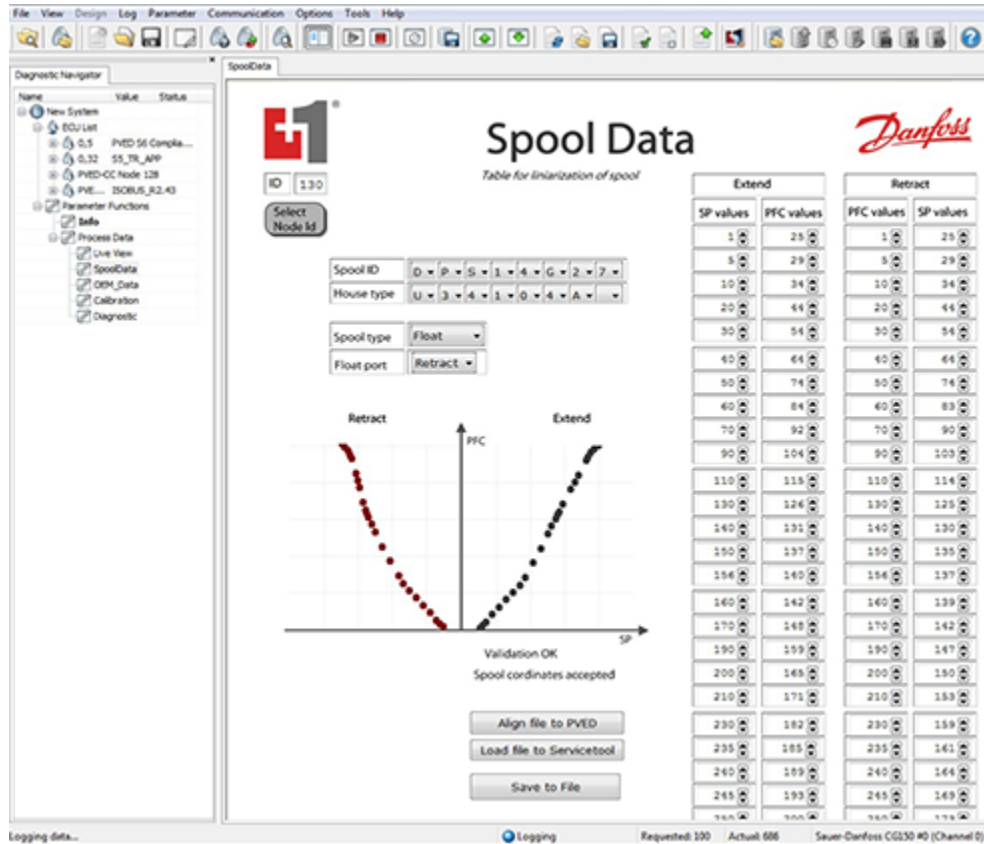 File View Design Log Parameter Communication Options Tools Help
Diagnostic Navigator
Name Value Status
New System
ECU List
0,5 PVED S6 Complia...
0,32 S5_TR_APP
PVED-CC Node 128
PVE... ISOBUS_R2.43
Parameter Functions
Info
Process Data
Live View
SpoolData
OEM_Data
Calibration
Diagnostic
SpoolData
+1 ®
Spool Data
Danfoss
Table for liniarization of spool
ID 130
Select
Node Id
Spool ID D P S 1 4 G 2 7
House type U 3 4 1 0 4 A
Spool type Float
Float port Retract
Retract Extend
PFC
SP
Validation OK
Spool cordinates accepted
Align file to PVED
Load file to Servicetool
Save to File
Extend Retract
SP values PFC values PFC values SP values
1 25 1 25
5 29 5 29
10 34 10 34
20 44 20 44
30 54 30 54
40 64 40 64
50 74 50 74
60 84 60 83
70 92 70 90
90 104 90 103
110 115 110 114
130 126 130 125
140 131 140 130
150 137 150 135
156 140 156 137
160 142 160 139
170 148 170 142
190 159 190 147
200 165 200 150
210 171 210 153
230 182 230 159
235 185 235 161
240 189 240 164
245 193 245 169
Logging data... Logging Requested: 100 Actual: 686 Sauer-Danfoss CG150 #0 (Channel 0)